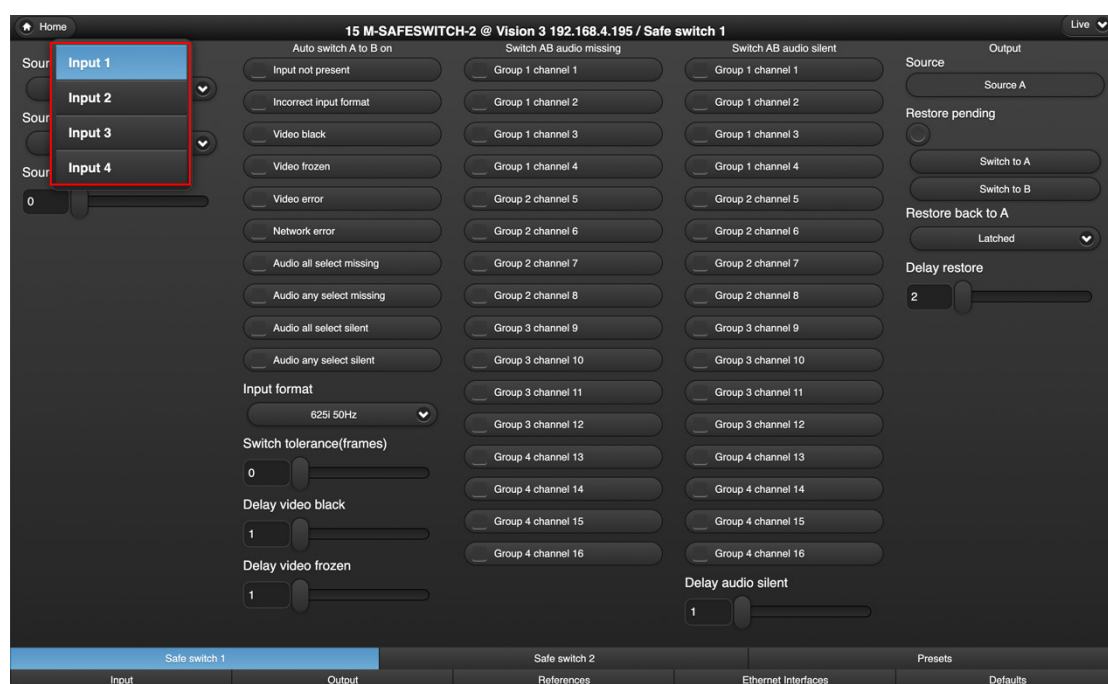 Home
15 M-SAFESWITCH-2 @ Vision 3 192.168.4.195 / Safe switch 1
Live
Sour
Input 1
Input 2
Sour
Input 3
Input 4
Sour
0
Auto switch A to B on
Input not present
Incorrect input format
Video black
Video frozen
Video error
Network error
Audio all select missing
Audio any select missing
Audio all select silent
Audio any select silent
Input format
625i 50Hz
Switch tolerance(frames)
0
Delay video black
1
Delay video frozen
1
Switch AB audio missing
Group 1 channel 1
Group 1 channel 2
Group 1 channel 3
Group 1 channel 4
Group 2 channel 5
Group 2 channel 6
Group 2 channel 7
Group 2 channel 8
Group 3 channel 9
Group 3 channel 10
Group 3 channel 11
Group 3 channel 12
Group 4 channel 13
Group 4 channel 14
Group 4 channel 15
Group 4 channel 16
Switch AB audio silent
Group 1 channel 1
Group 1 channel 2
Group 1 channel 3
Group 1 channel 4
Group 2 channel 5
Group 2 channel 6
Group 2 channel 7
Group 2 channel 8
Group 3 channel 9
Group 3 channel 10
Group 3 channel 11
Group 3 channel 12
Group 4 channel 13
Group 4 channel 14
Group 4 channel 15
Group 4 channel 16
Delay audio silent
1
Output
Source
Source A
Restore pending
Switch to A
Switch to B
Restore back to A
Latched
Delay restore
2
Safe switch 1
Safe switch 2
Presets
Input
Output
References
Ethernet Interfaces
Defaults